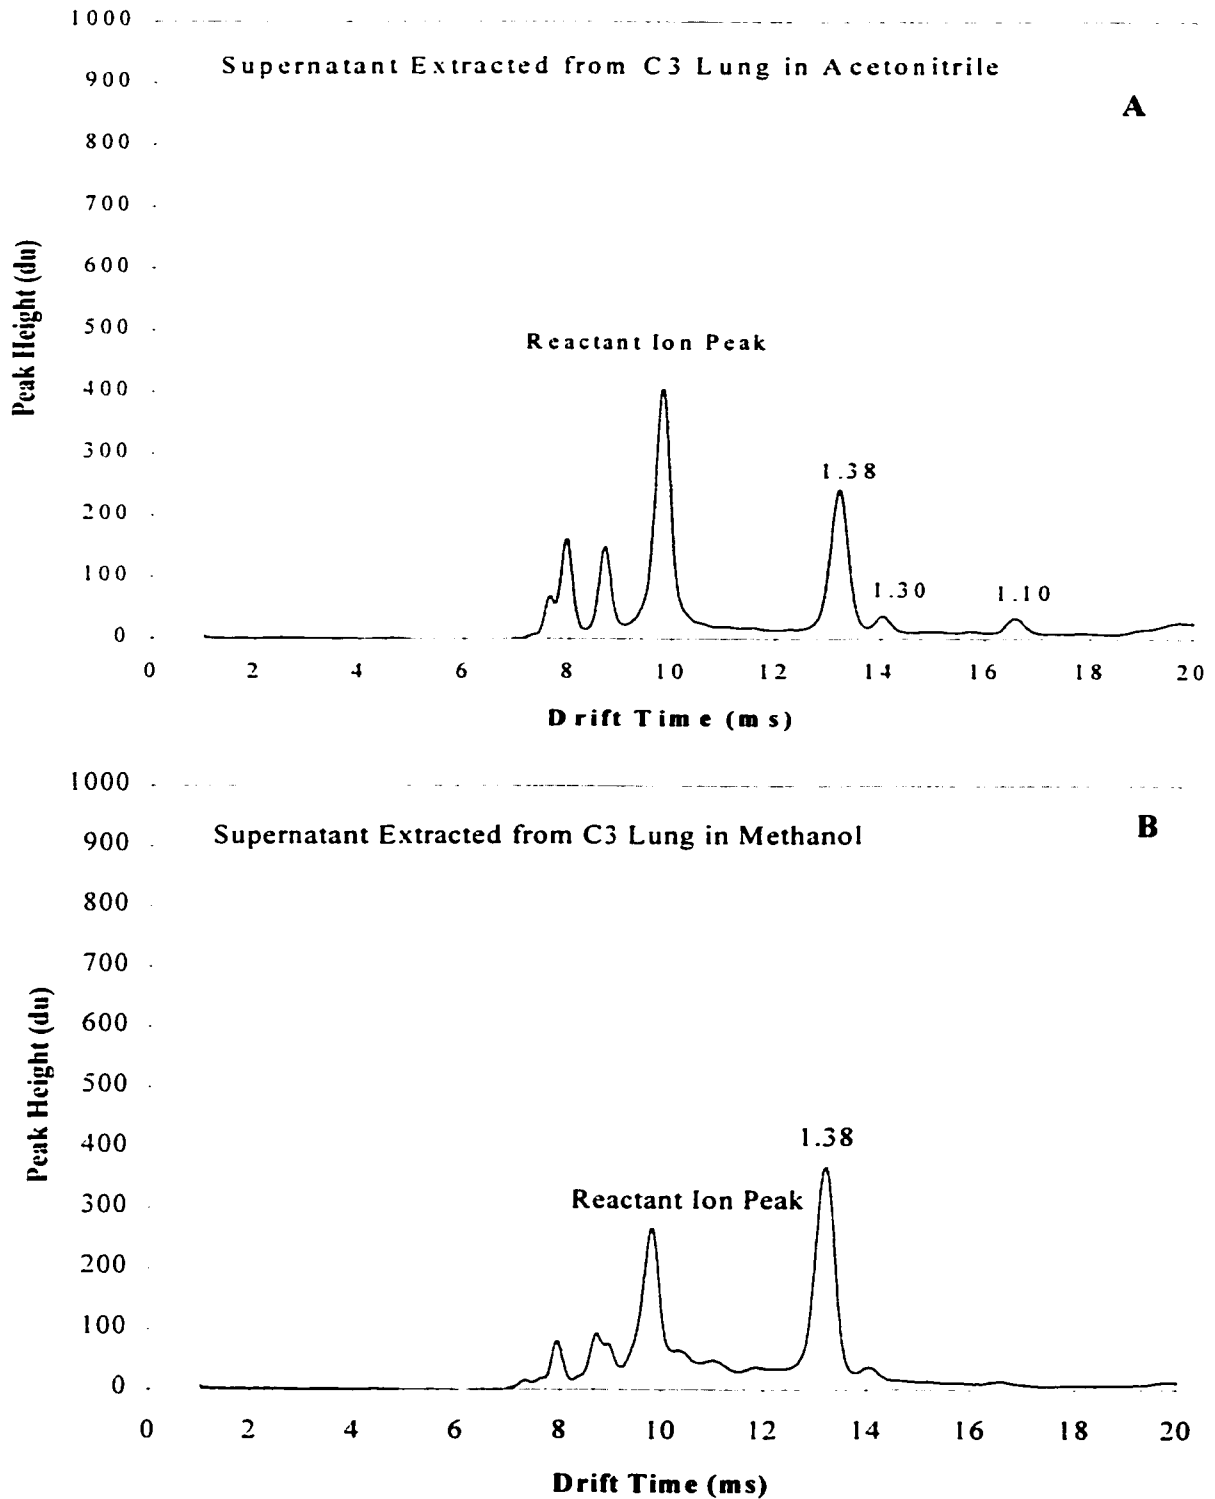 1000
Supernatant Extracted from C3 Lung in Acetonitrile
900
A
800
700
600
Peak Height (du)
500
Reactant Ion Peak
400
300
1.38
200
100
1.30
1.10
0
0 2 4 6 8 10 12 14 16 18 20
Drift Time (ms)
1000
B
Supernatant Extracted from C3 Lung in Methanol
900
800
700
600
Peak Height (du)
500
400
1.38
300
Reactant Ion Peak
200
100
0
0 2 4 6 8 10 12 14 16 18 20
Drift Time (ms)